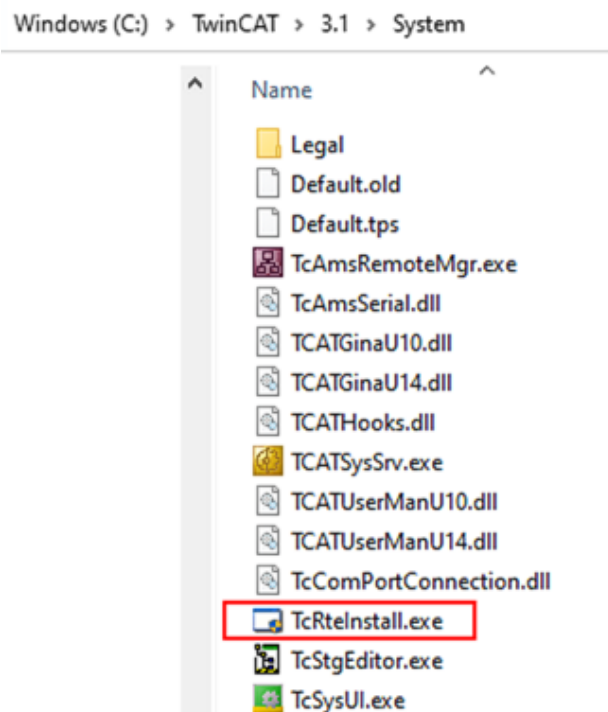 Windows (C:) > TwinCAT > 3.1 > System
Name
Legal
Default.old
Default.tps
TcAmsRemoteMgr.exe
TcAmsSerial.dll
TCATGinaU10.dll
TCATGinaU14.dll
TCATHooks.dll
TCATSysSrv.exe
TCATUserManU10.dll
TCATUserManU14.dll
TcComPortConnection.dll
TcRteInstall.exe
TcStgEditor.exe
TcSysUI.exe